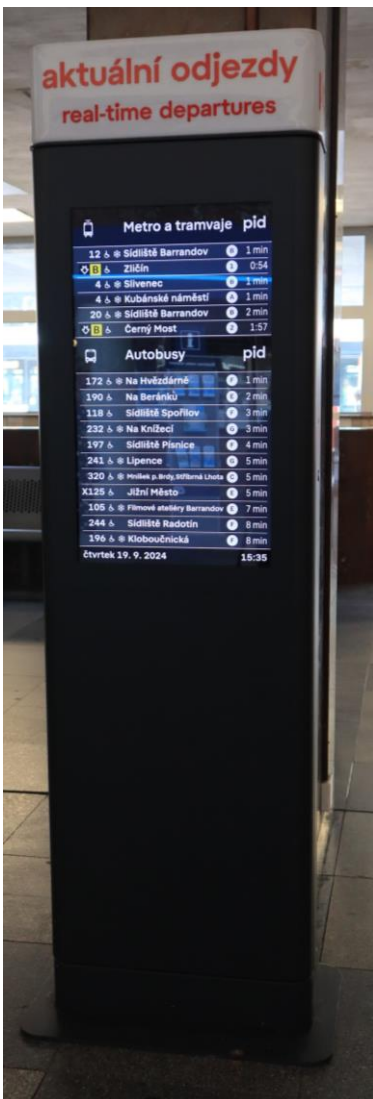 aktuální odjezdy
real-time departures
Metro a tramvaje pid
12 Sídliště Barrandov B 1 min
B Zličín 1 0:54
4 Slivenec B 1 min
4 Kubánské náměstí A 1 min
20 Sídliště Barrandov B 2 min
B Černý Most 2 1:57
Autobusy pid
172 Na Hvězdárně F 1 min
190 Na Beránku E 2 min
118 Sídliště Spořilov F 3 min
232 Na Knížecí G 3 min
197 Sídliště Písnice F 4 min
241 Lipence G 5 min
320 Mníšek p.Brdy,Stříbrná Lhota 5 min
X125 Jižní Město E 5 min
105 Filmové ateliéry Barrandov 7 min
244 Sídliště Radotín F 8 min
196 Kloboučnická F 8 min
čtvrtek 19. 9. 2024 15:35